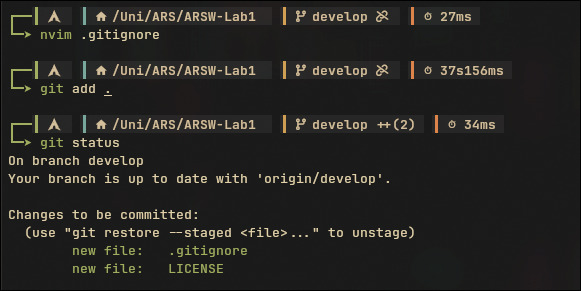 /Uni/ARS/ARSW-Lab1 develop 27ms
nvim .gitignore
/Uni/ARS/ARSW-Lab1 develop 37s156ms
git add .
/Uni/ARS/ARSW-Lab1 develop ++(2) 34ms
git status
On branch develop
Your branch is up to date with 'origin/develop'.
Changes to be committed:
(use "git restore --staged <file>..." to unstage)
new file: .gitignore
new file: LICENSE